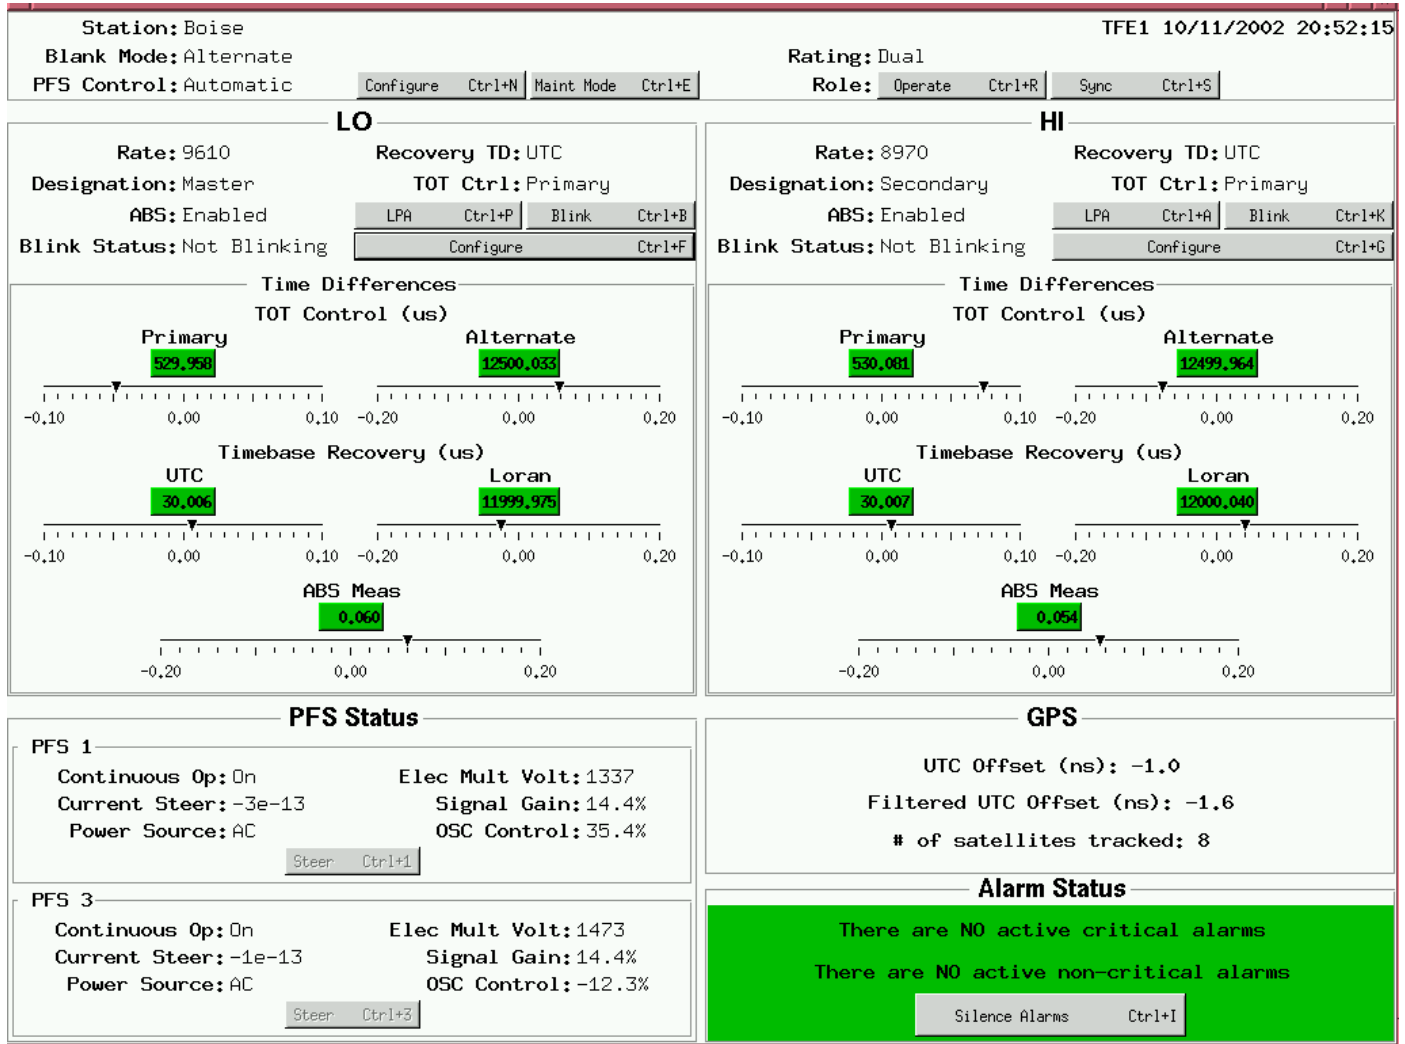 Station: Boise TFE1 10/11/2002 20:52:15
Blank Mode: Alternate Rating: Dual
PFS Control: Automatic Configure Ctrl+N Maint Mode Ctrl+E Role: Operate Ctrl+R Sync Ctrl+S
LO
Rate: 9610 Recovery TD: UTC
Designation: Master TOT Ctrl: Primary
ABS: Enabled LPA Ctrl+P Blink Ctrl+B
Blink Status: Not Blinking Configure Ctrl+F
Time Differences
TOT Control (us)
Primary Alternate
529.958 12500.033
-0.10 0.00 0.10 -0.20 0.00 0.20
Timebase Recovery (us)
UTC Loran
30.006 11999.975
-0.10 0.00 0.10 -0.20 0.00 0.20
ABS Meas
0.060
-0.20 0.00 0.20
HI
Rate: 8970 Recovery TD: UTC
Designation: Secondary TOT Ctrl: Primary
ABS: Enabled LPA Ctrl+A Blink Ctrl+K
Blink Status: Not Blinking Configure Ctrl+G
Time Differences
TOT Control (us)
Primary Alternate
530.081 12499.964
-0.10 0.00 0.10 -0.20 0.00 0.20
Timebase Recovery (us)
UTC Loran
30.007 12000.040
-0.10 0.00 0.10 -0.20 0.00 0.20
ABS Meas
0.054
-0.20 0.00 0.20
PFS Status
PFS 1
Continuous Op: On Elec Mult Volt: 1337
Current Steer: -3e-13 Signal Gain: 14.4%
Power Source: AC OSC Control: 35.4%
Steer Ctrl+1
PFS 3
Continuous Op: On Elec Mult Volt: 1473
Current Steer: -1e-13 Signal Gain: 14.4%
Power Source: AC OSC Control: -12.3%
Steer Ctrl+3
GPS
UTC Offset (ns): -1.0
Filtered UTC Offset (ns): -1.6
# of satellites tracked: 8
Alarm Status
There are NO active critical alarms
There are NO active non-critical alarms
Silence Alarms Ctrl+I